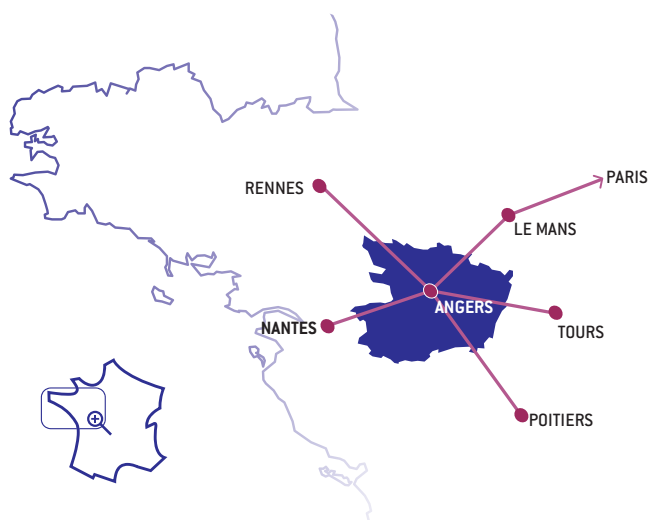 PARIS
RENNES
LE MANS
ANGERS
NANTES
TOURS
POITIERS